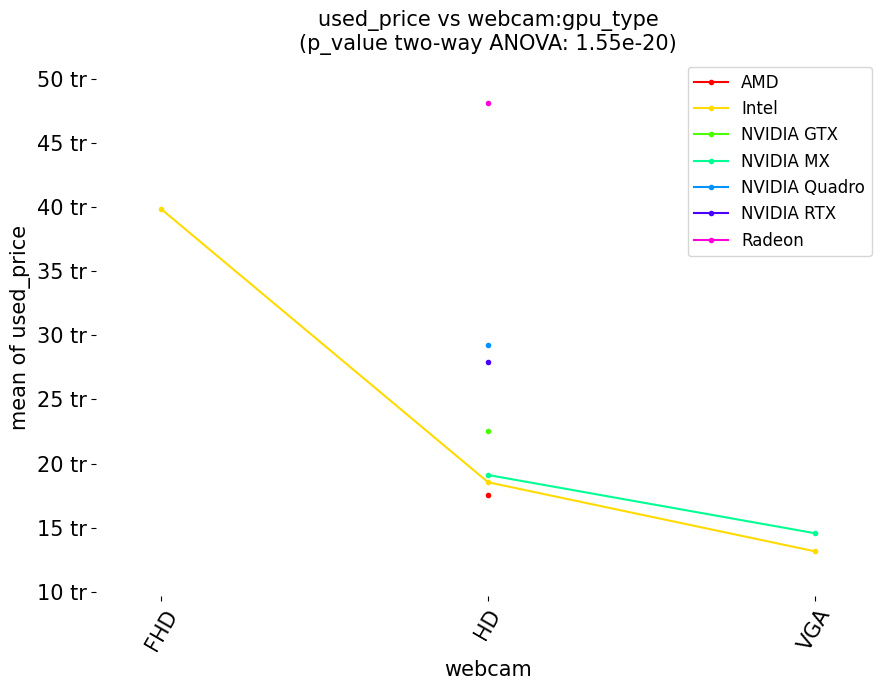 used_price vs webcam:gpu_type
(p_value two-way ANOVA: 1.55e-20)
50 tr
45 tr
40 tr
35 tr
30 tr
25 tr
20 tr
15 tr
10 tr
mean of used_price
AMD
Intel
NVIDIA GTX
NVIDIA MX
NVIDIA Quadro
NVIDIA RTX
Radeon
FHD
HD
VGA
webcam